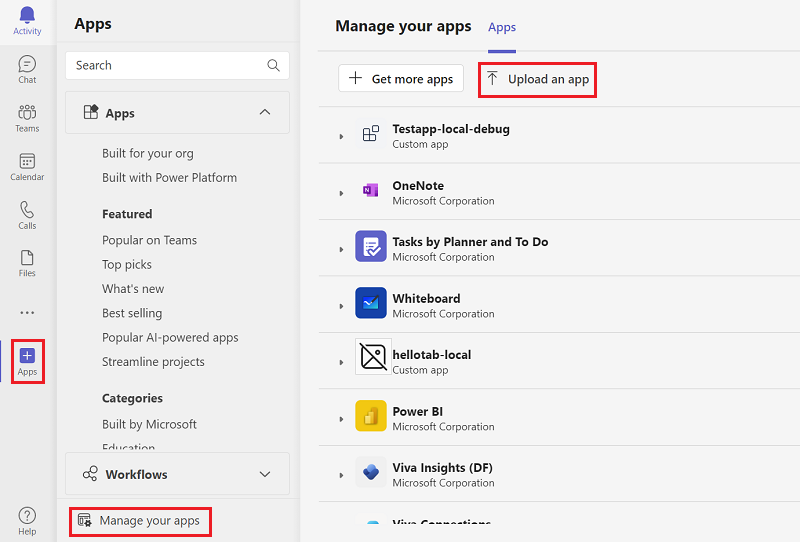 Activity
Chat
Teams
Calendar
Calls
Files
Apps
Help
Apps
Search
Apps
Built for your org
Built with Power Platform
Featured
Popular on Teams
Top picks
What's new
Best selling
Popular AI-powered apps
Streamline projects
Categories
Built by Microsoft
Education
Workflows
Manage your apps
Manage your apps
Apps
Get more apps
Upload an app
Testapp-local-debug
Custom app
OneNote
Microsoft Corporation
Tasks by Planner and To Do
Microsoft Corporation
Whiteboard
Microsoft Corporation
hellotab-local
Custom app
Power BI
Microsoft Corporation
Viva Insights (DF)
Microsoft Corporation
Viva Connections